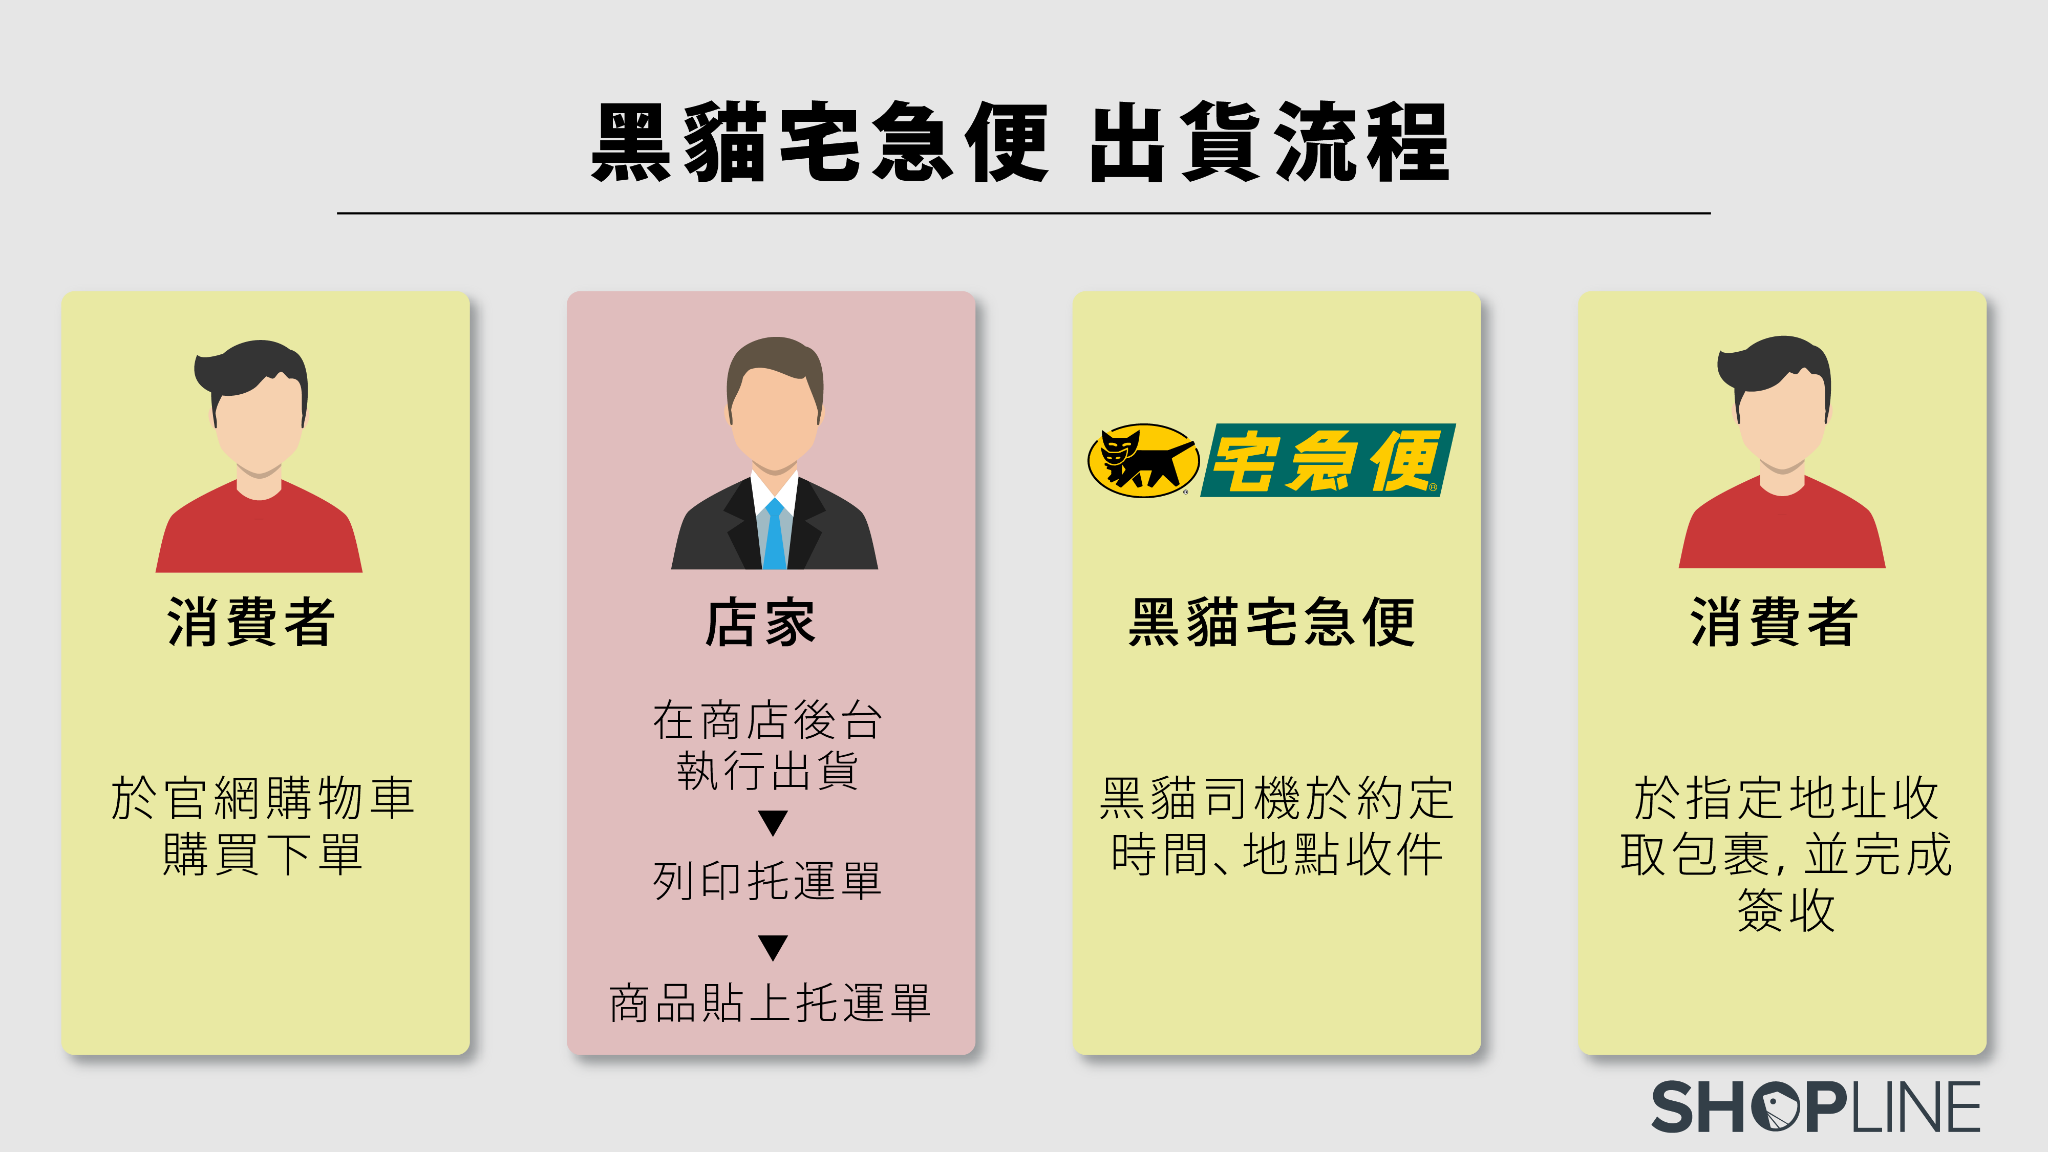 黑貓宅急便 出貨流程
消費者
於官網購物車
購買下單
店家
在商店後台
執行出貨
▼
列印托運單
▼
商品貼上托運單
宅急便
黑貓宅急便
黑貓司機於約定
時間、地點收件
消費者
於指定地址收
取包裹, 並完成
簽收
SHOPLINE